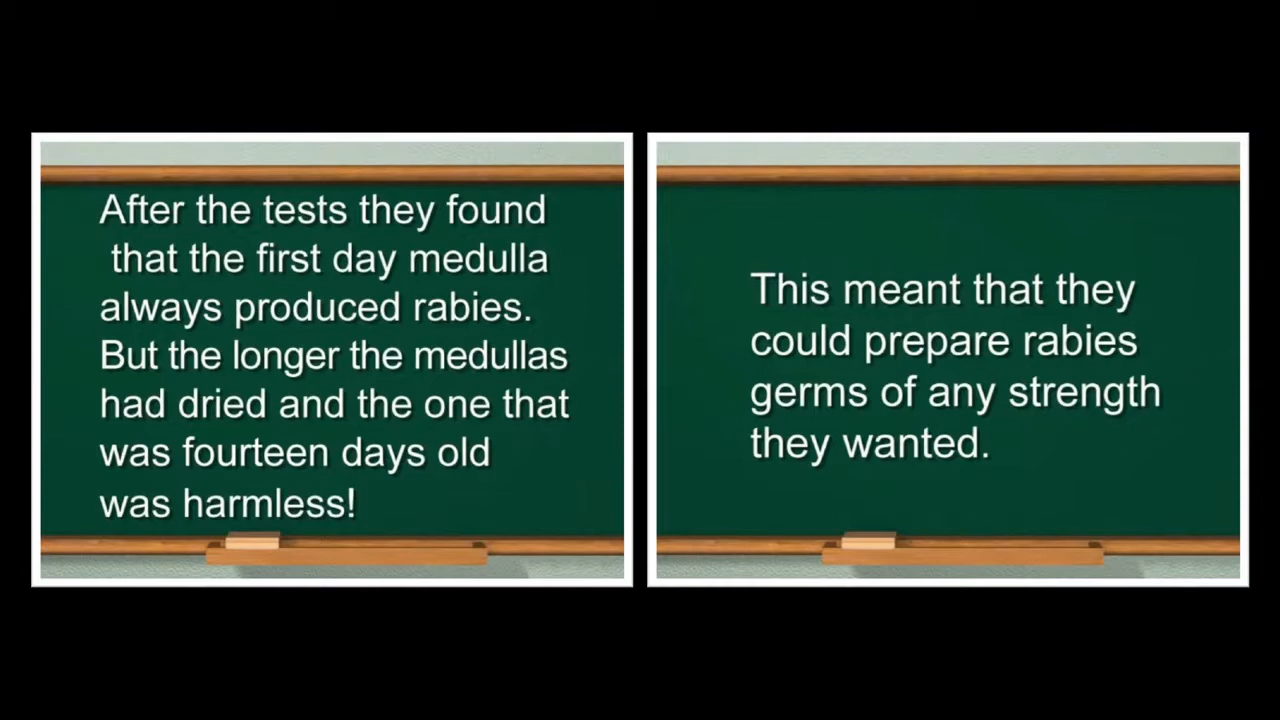 After the tests they found
that the first day medulla
always produced rabies.
But the longer the medullas
had dried and the one that
was fourteen days old
was harmless!
This meant that they
could prepare rabies
germs of any strength
they wanted.